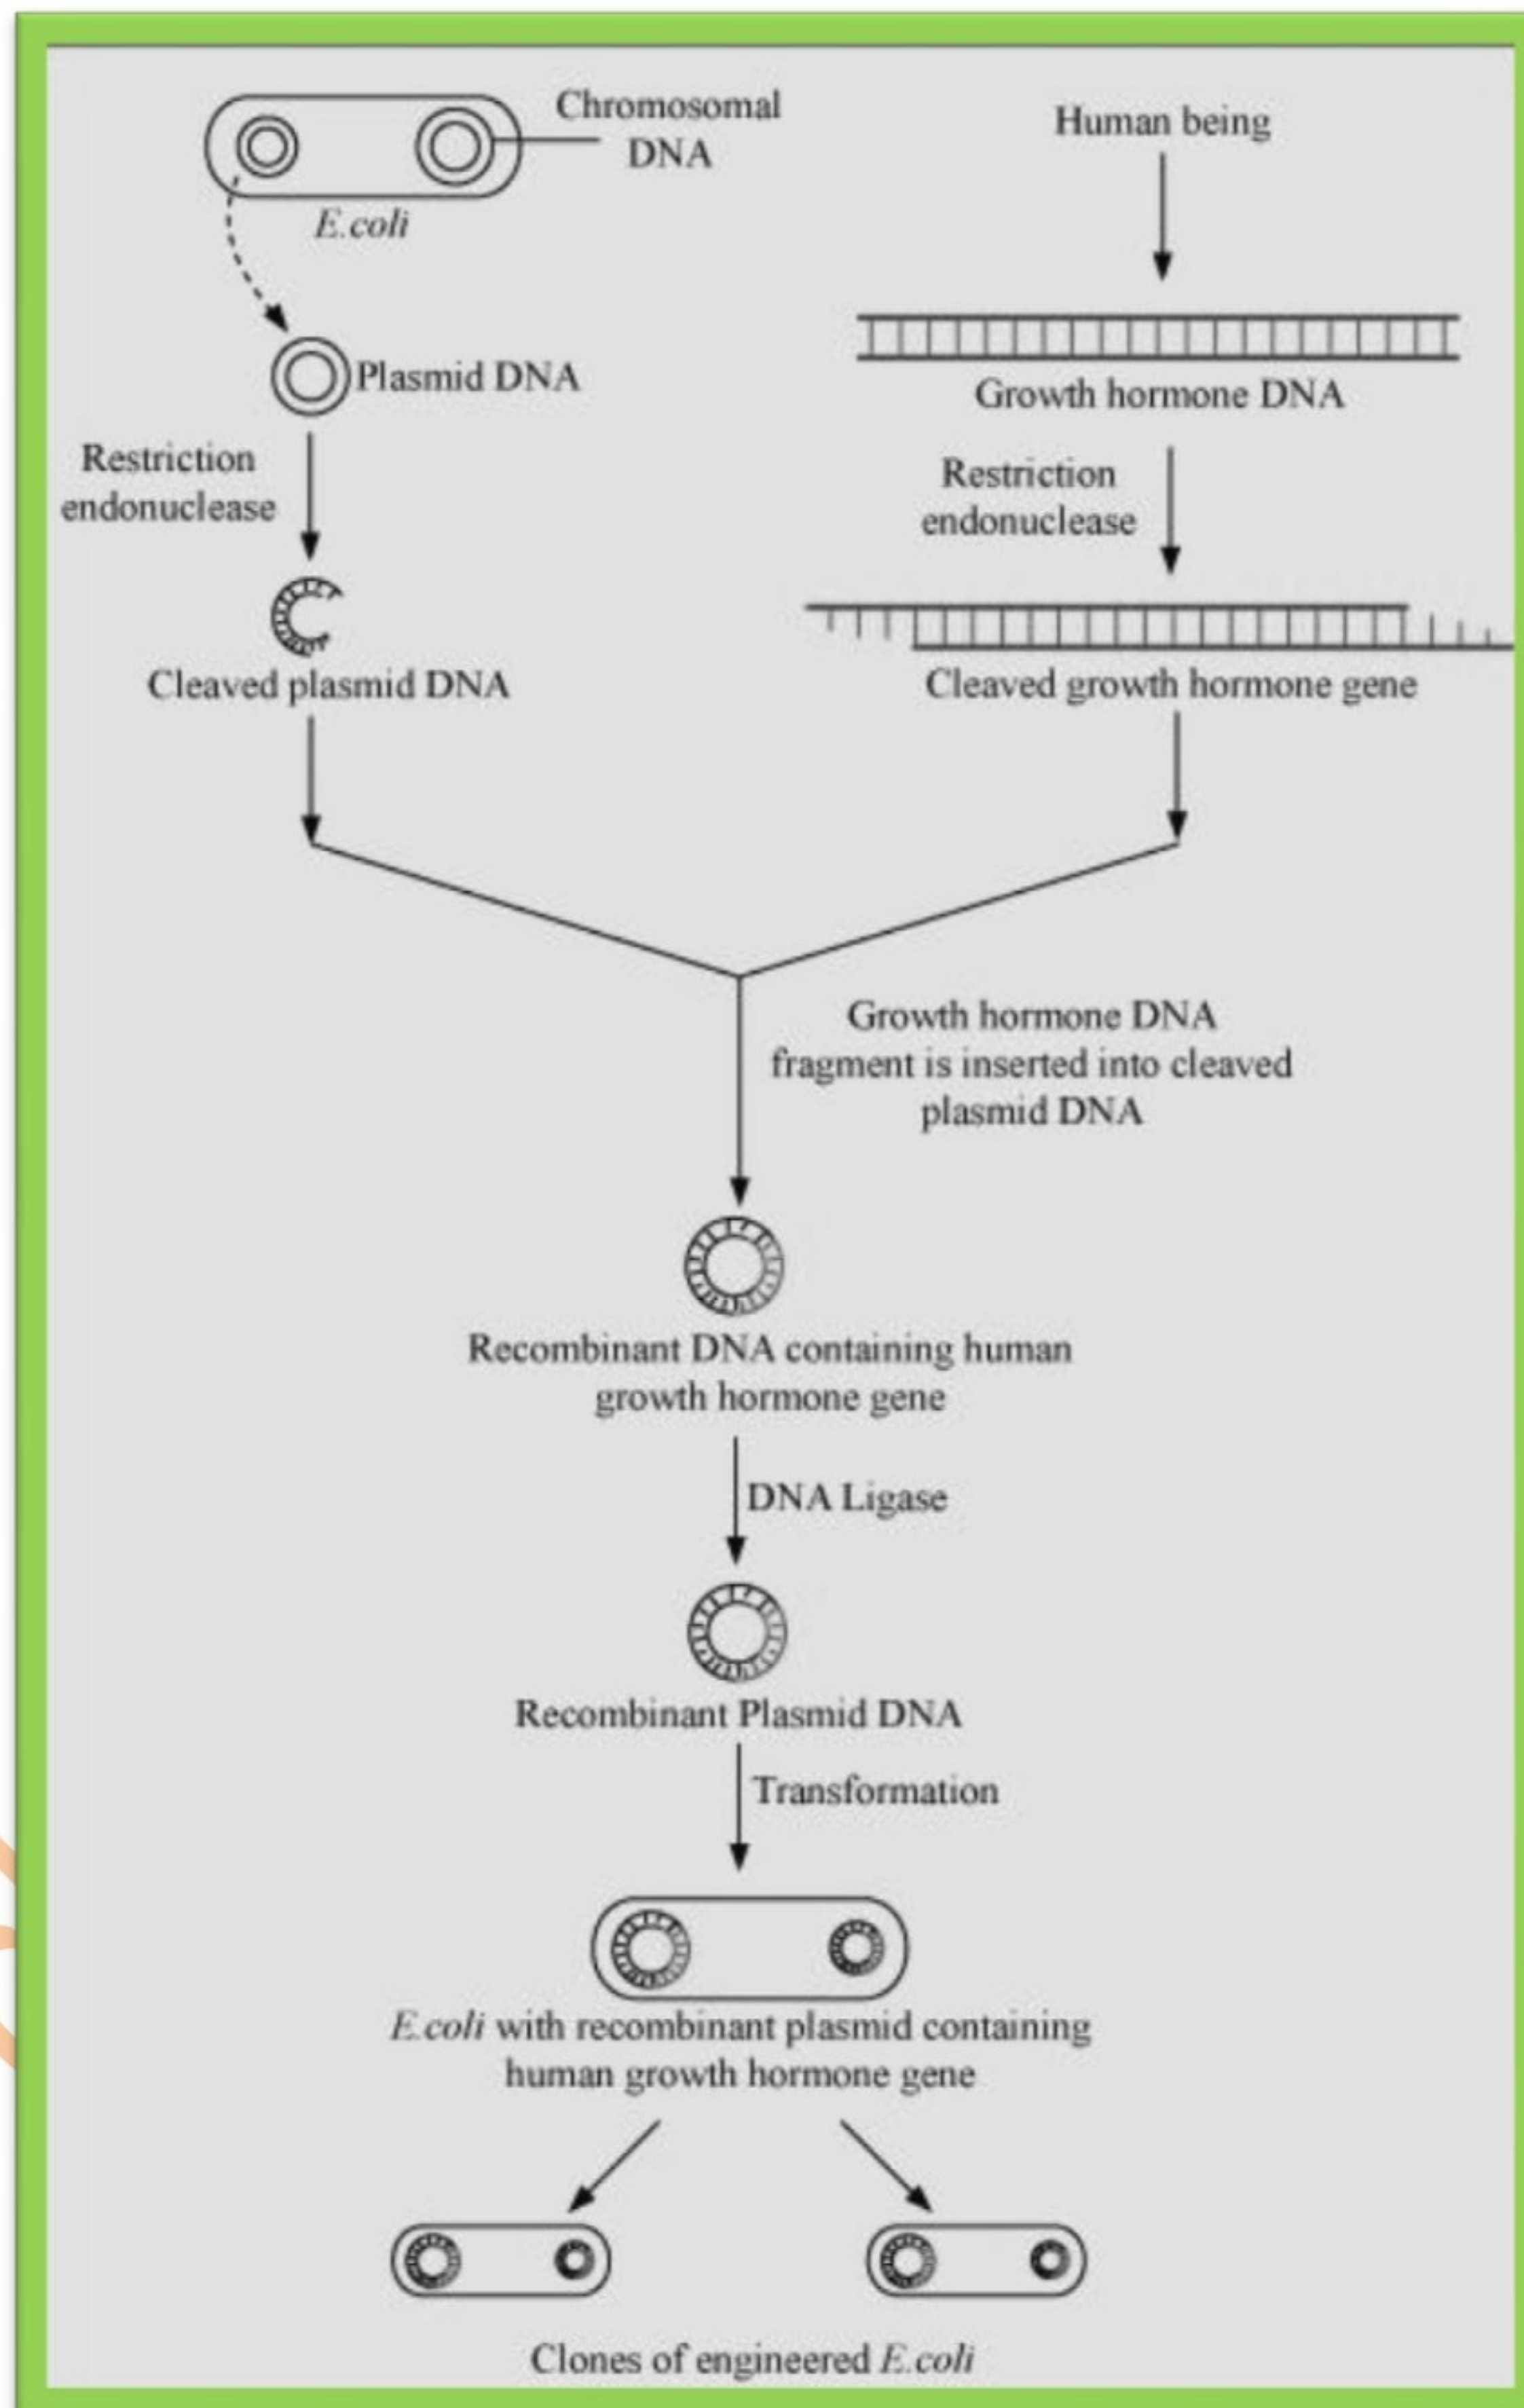 Chromosomal
DNA
E.coli
Human being
Plasmid DNA
Growth hormone DNA
Restriction
endonuclease
Restriction
endonuclease
Cleaved plasmid DNA
Cleaved growth hormone gene
Growth hormone DNA
fragment is inserted into cleaved
plasmid DNA
Recombinant DNA containing human
growth hormone gene
DNA Ligase
Recombinant Plasmid DNA
Transformation
E.coli with recombinant plasmid containing
human growth hormone gene
Clones of engineered E.coli